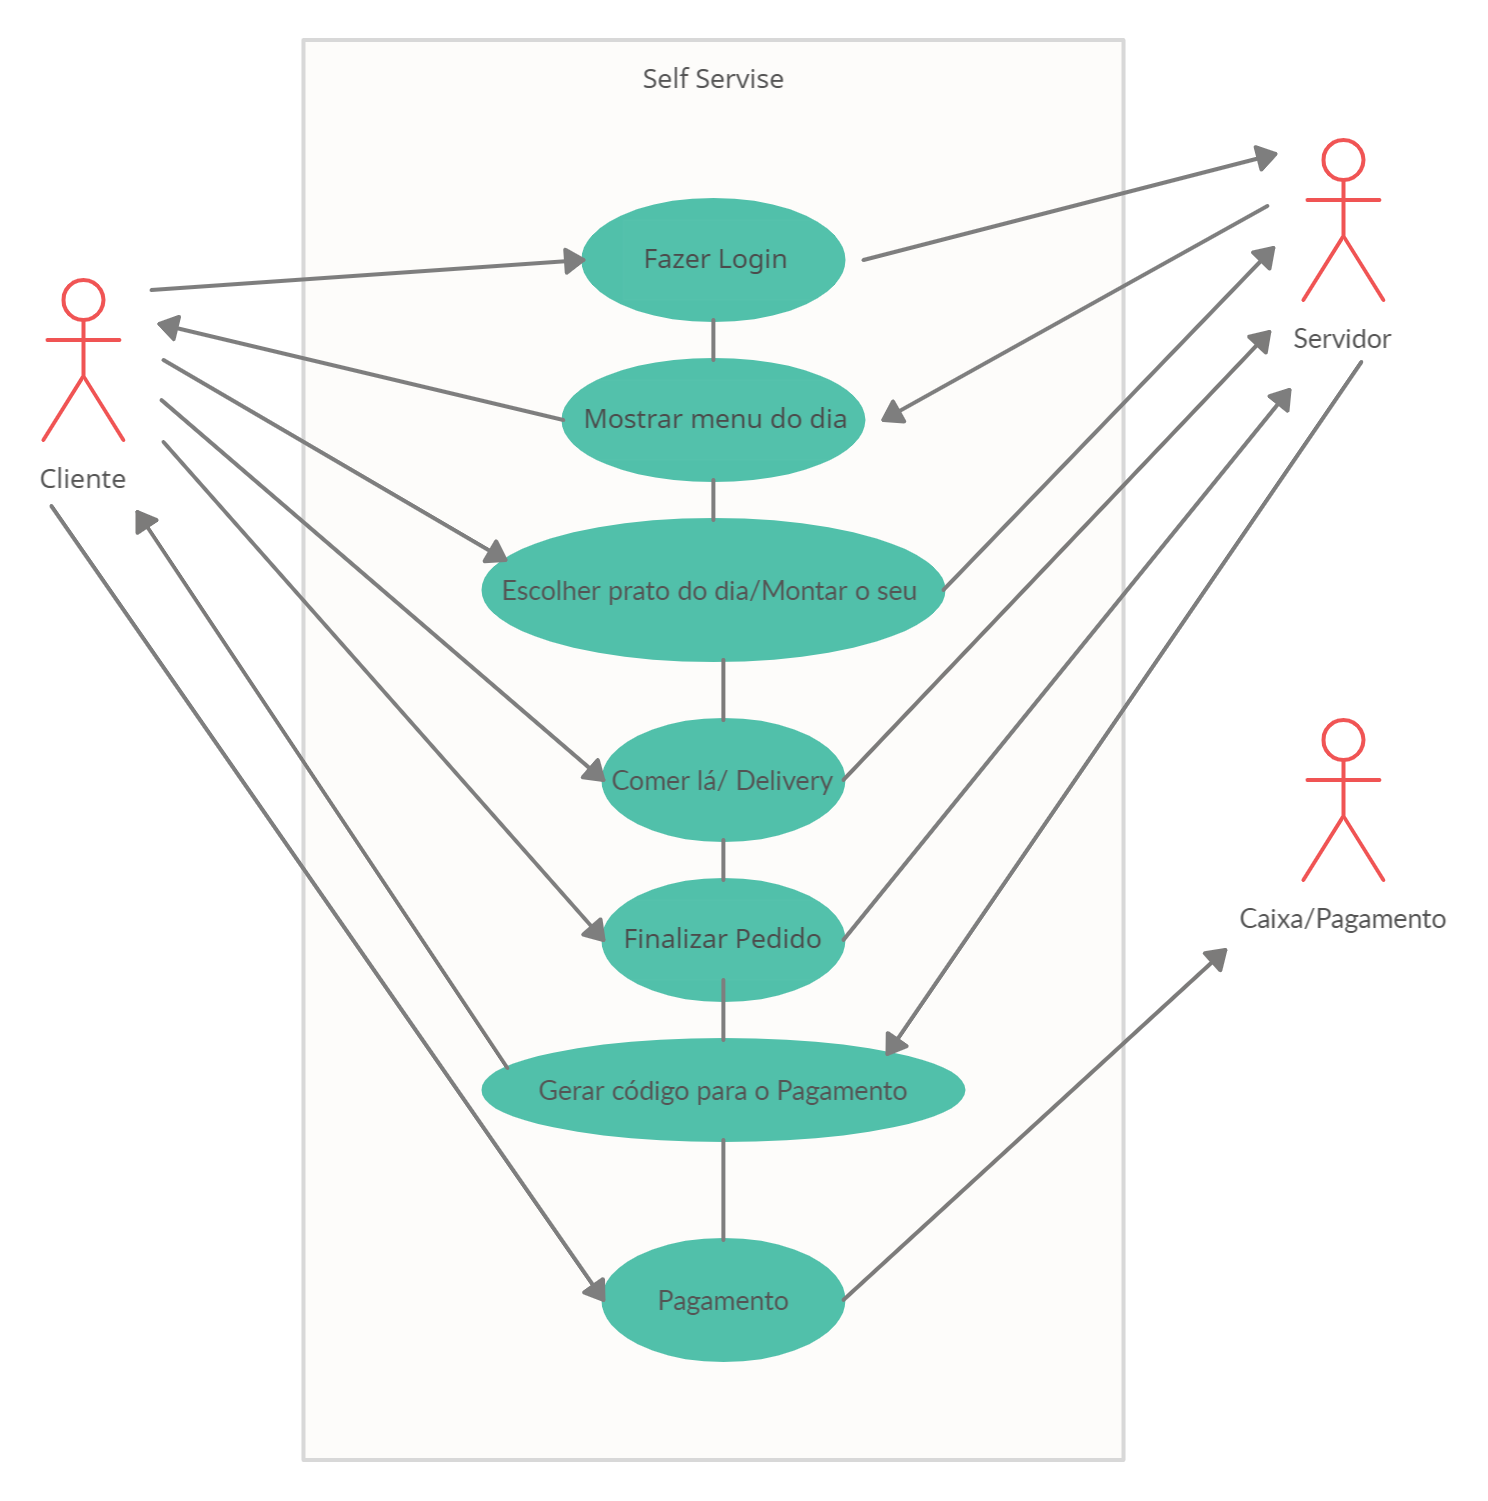 Self Servise
Fazer Login
Mostrar menu do dia
Servidor
Cliente
Escolher prato do dia/Montar o seu
Comer lá/ Delivery
Caixa/Pagamento
Finalizar Pedido
Gerar código para o Pagamento
Pagamento